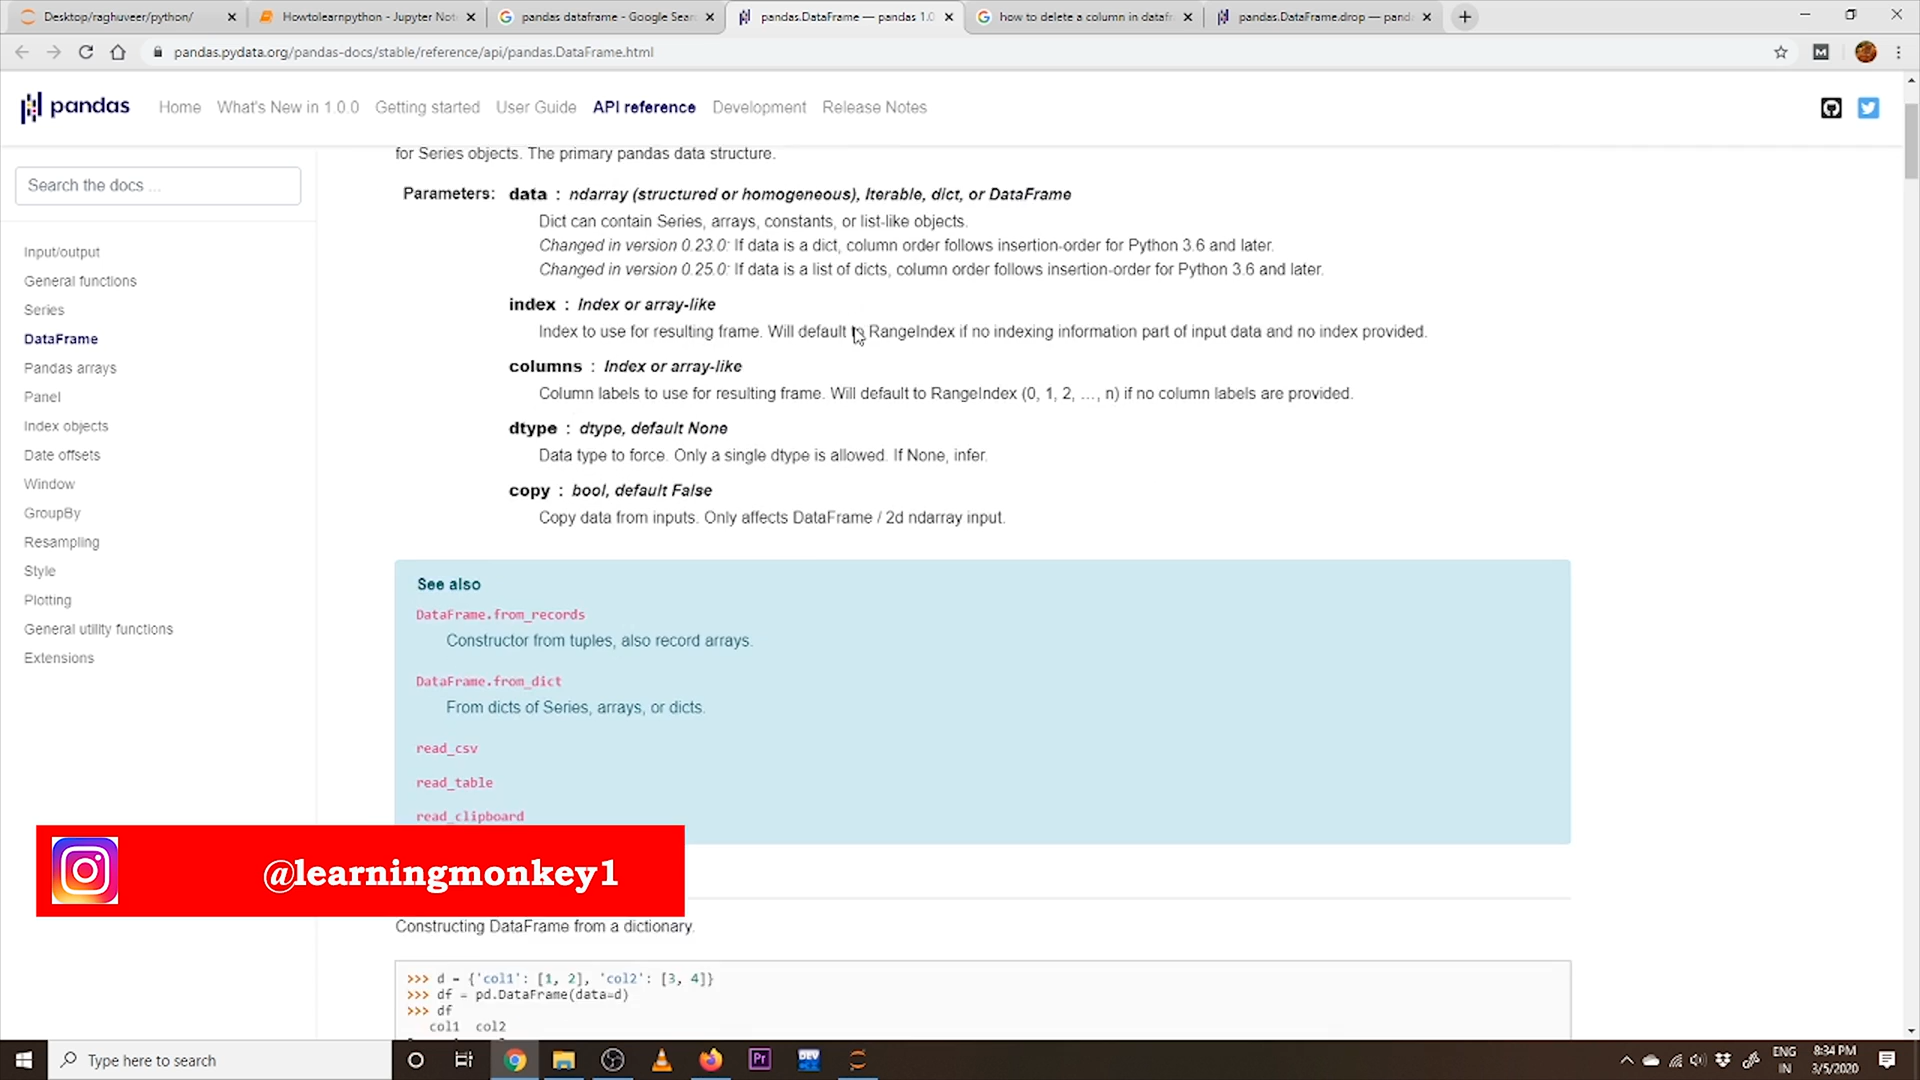 Desktop/raghuveer/python/
Howtolearnpython - Jupyter Note
pandas dataframe - Google Sear
pandas.DataFrame — pandas 1.0
how to delete a column in dataf
pandas.DataFrame.drop — pand
pandas.pydata.org/pandas-docs/stable/reference/api/pandas.DataFrame.html
M
pandas
Home What's New in 1.0.0 Getting started User Guide API reference Development Release Notes
Search the docs ...
Input/output
General functions
Series
DataFrame
Pandas arrays
Panel
Index objects
Date offsets
Window
GroupBy
Resampling
Style
Plotting
General utility functions
Extensions
for Series objects. The primary pandas data structure.
Parameters: data : ndarray (structured or homogeneous), Iterable, dict, or DataFrame
Dict can contain Series, arrays, constants, or list-like objects.
Changed in version 0.23.0: If data is a dict, column order follows insertion-order for Python 3.6 and later.
Changed in version 0.25.0: If data is a list of dicts, column order follows insertion-order for Python 3.6 and later.
index : Index or array-like
Index to use for resulting frame. Will default to RangeIndex if no indexing information part of input data and no index provided.
columns : Index or array-like
Column labels to use for resulting frame. Will default to RangeIndex (0, 1, 2, …, n) if no column labels are provided.
dtype : dtype, default None
Data type to force. Only a single dtype is allowed. If None, infer.
copy : bool, default False
Copy data from inputs. Only affects DataFrame / 2d ndarray input.
See also
DataFrame.from_records
Constructor from tuples, also record arrays.
DataFrame.from_dict
From dicts of Series, arrays, or dicts.
read_csv
read_table
read_clipboard
@learningmonkey1
Constructing DataFrame from a dictionary.
>>> d = {'col1': [1, 2], 'col2': [3, 4]}
>>> df = pd.DataFrame(data=d)
>>> df
col1 col2
Type here to search
Pr
DEV
ENG
IN
8:34 PM
3/5/2020